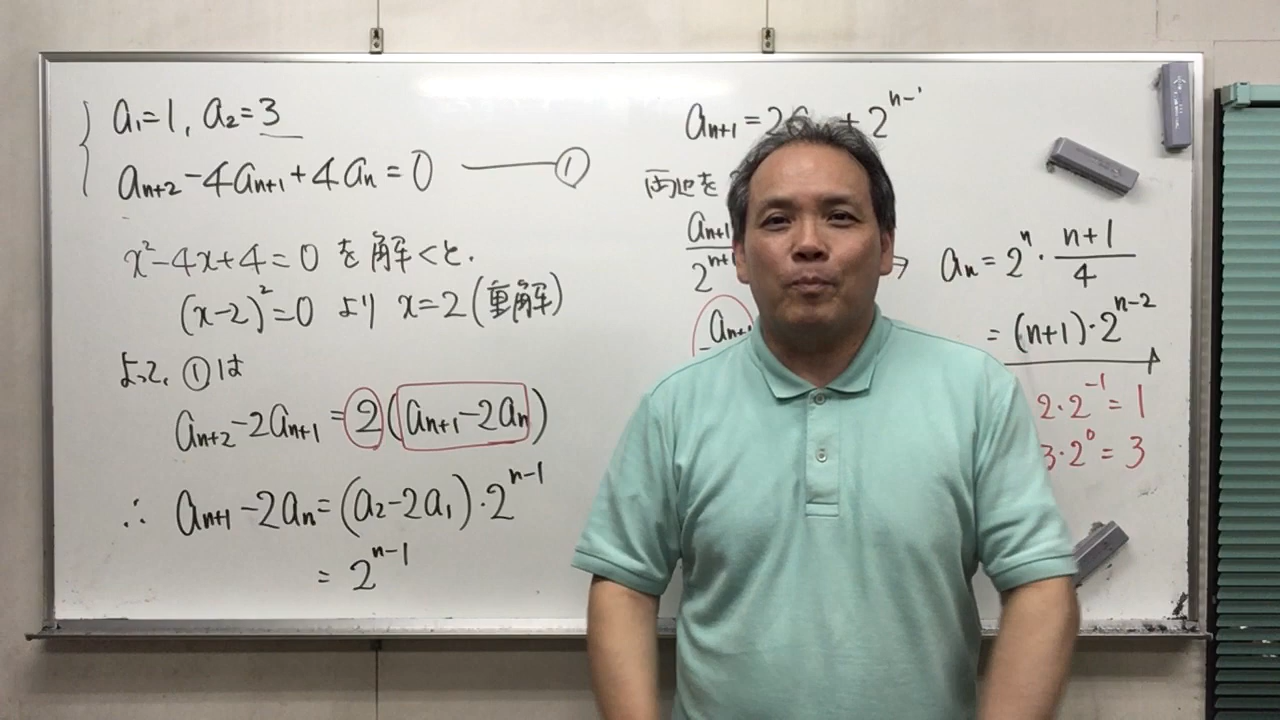 a₁=1, a₂=3
aₙ₊₂-4aₙ₊₁+4aₙ=0 ――①
x²-4x+4=0 を解くと.
(x-2)²=0 より x=2(重解)
よって, ①は
aₙ₊₂-2aₙ₊₁=2(aₙ₊₁-2aₙ)
∴ aₙ₊₁-2aₙ=(a₂-2a₁)・2ⁿ⁻¹
=2ⁿ⁻¹
aₙ₊₁=2 +2ⁿ⁻¹
両辺を
aₙ₊₁
aₙ₊₁
⇒ aₙ=2ⁿ・(n+1)/4
=(n+1)・2ⁿ⁻²
2・2⁻¹=1
3・2⁰=3